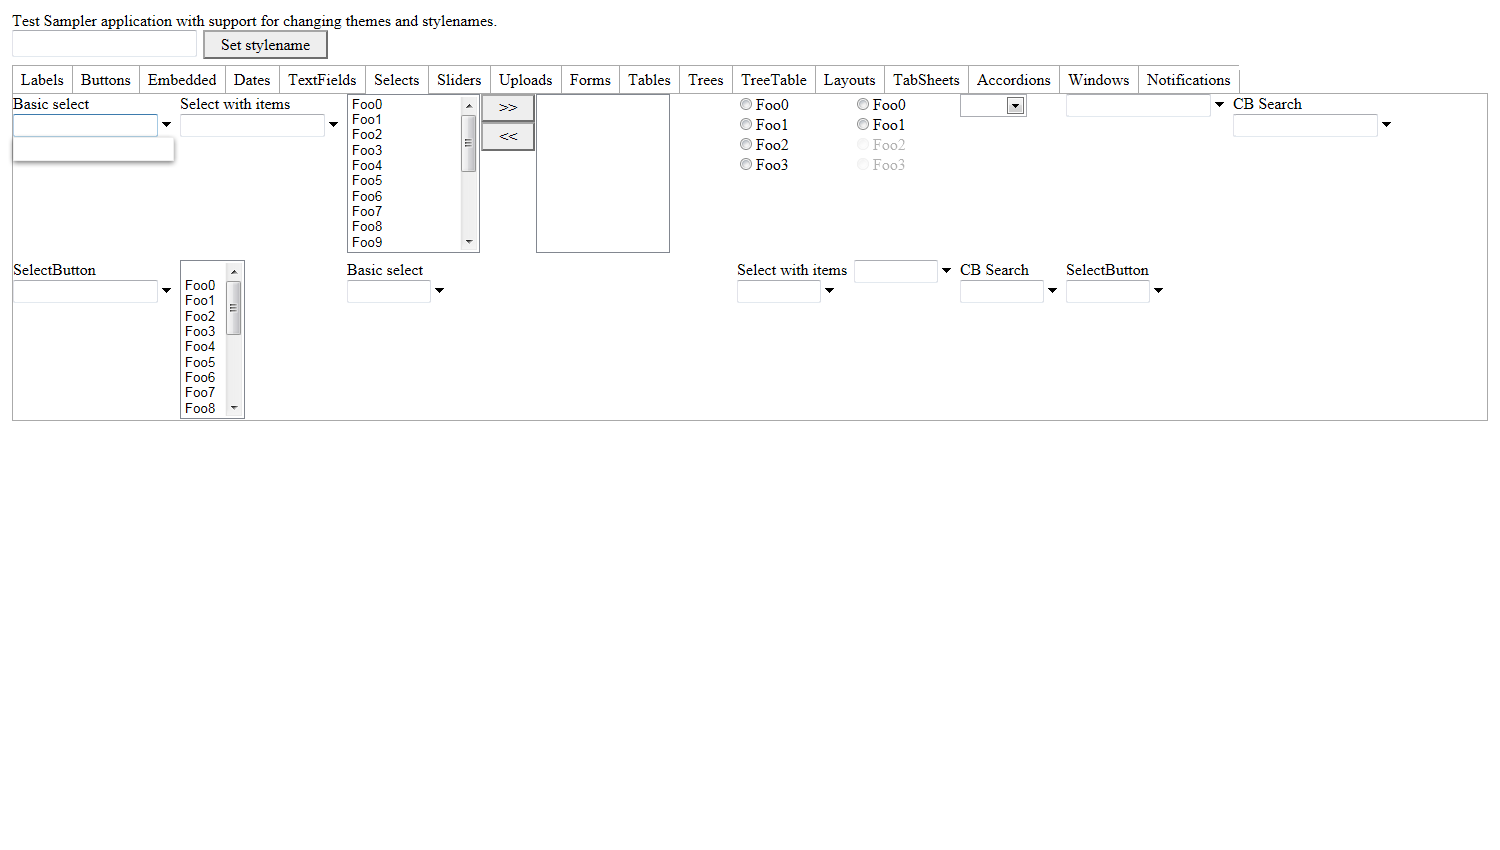 Test Sampler application with support for changing themes and stylenames.
Set stylename
Labels Buttons Embedded Dates TextFields Selects Sliders Uploads Forms Tables Trees TreeTable Layouts TabSheets Accordions Windows Notifications
Basic select
Select with items
Foo0
Foo1
Foo2
Foo3
Foo4
Foo5
Foo6
Foo7
Foo8
Foo9
>>
<<
Foo0
Foo1
Foo2
Foo3
Foo0
Foo1
Foo2
Foo3
CB Search
SelectButton
Foo0
Foo1
Foo2
Foo3
Foo4
Foo5
Foo6
Foo7
Foo8
Basic select
Select with items
CB Search
SelectButton